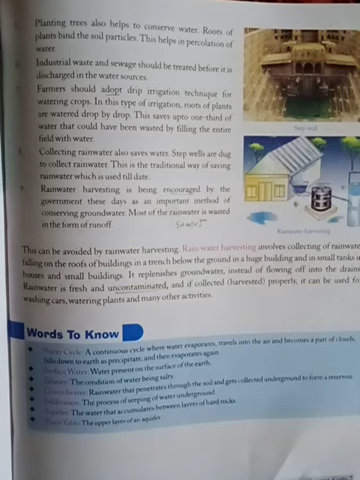 Planting trees also helps to conserve water. Roots of
plants bind the soil particles. This helps in percolation of
water.
Industrial waste and sewage should be treated before it is
discharged in the water sources.
7. Farmers should adopt drip irrigation technique for
watering crops. In this type of irrigation, roots of plants
are watered drop by drop. This saves upto one-third of
water that could have been wasted by filling the entire
field with water.
8. Collecting rainwater also saves water. Step wells are dug
to collect rainwater. This is the traditional way of saving
rainwater which is used till date.
9. Rainwater harvesting is being encouraged by the
government these days as an important method of
conserving groundwater. Most of the rainwater is wasted
in the form of runoff.
Step well
Rainwater harvesting
This can be avoided by rainwater harvesting. Rain water harvesting involves collecting of rainwater
falling on the roofs of buildings in a trench below the ground in a huge building and in small tanks in
houses and small buildings. It replenishes groundwater, instead of flowing off into the drains.
Rainwater is fresh and uncontaminated, and if collected (harvested) properly, it can be used for
washing cars, watering plants and many other activities.
Words To Know
Water Cycle: A continuous cycle where water evaporates, travels into the air and becomes a part of clouds,
falls down to earth as precipitate, and then evaporates again.
Surface Water: Water present on the surface of the earth.
Salinity: The condition of water being salty.
Groundwater: Rainwater that penetrates through the soil and gets collected underground to form a reservoir.
Infiltration: The process of seeping of water underground.
Aquifer: The water that accumulates between layers of hard rocks.
Water Table: The upper layer of an aquifer.